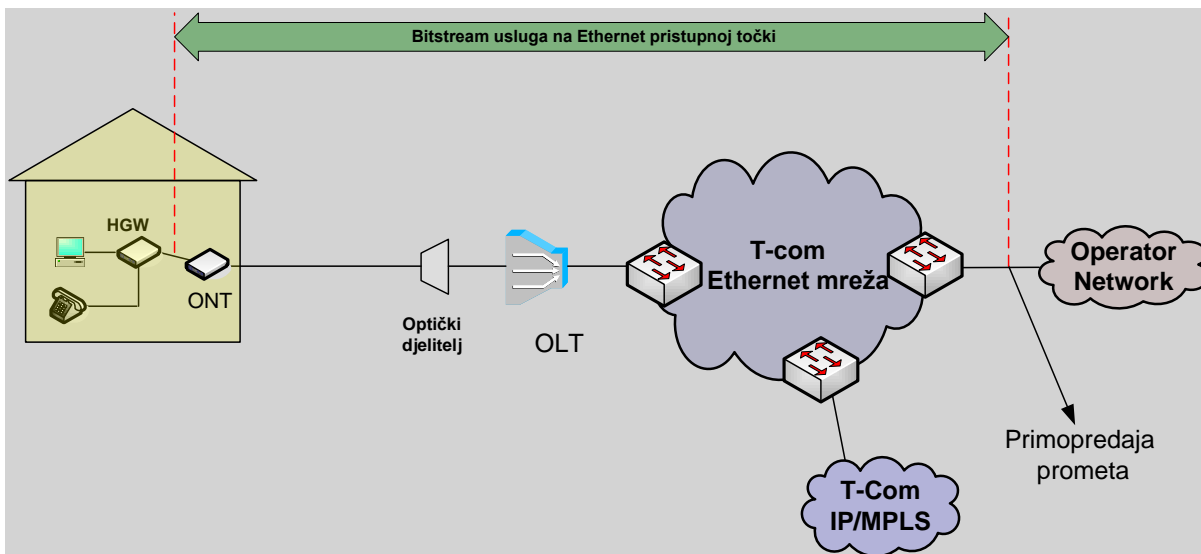 Bitstream usluga na Ethernet pristupnoj točki
HGW
ONT
Optički
djelitelj
OLT
T-com
Ethernet mreža
Operator
Network
Primopredaja
prometa
T-Com
IP/MPLS